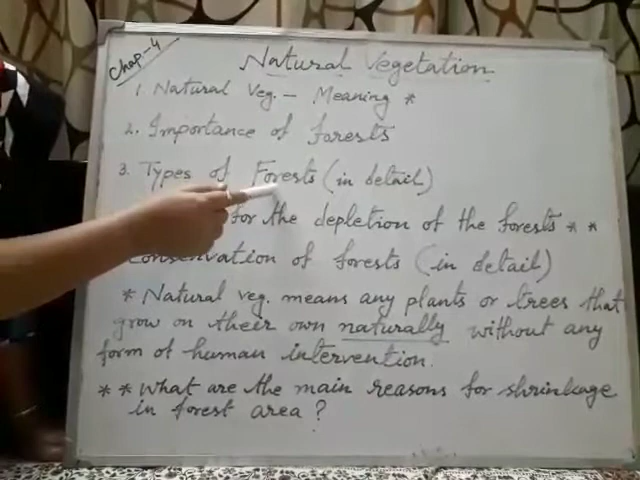 Chap-4
Natural Vegetation
1. Natural Veg. - Meaning *
2. Importance of forests
3. Types of Forests (in detail)
for the depletion of the forests * *
Conservation of forests (in detail)
* Natural veg. means any plants or trees that
grow on their own naturally without any
form of human intervention.
* * What are the main reasons for shrinkage
in forest area ?